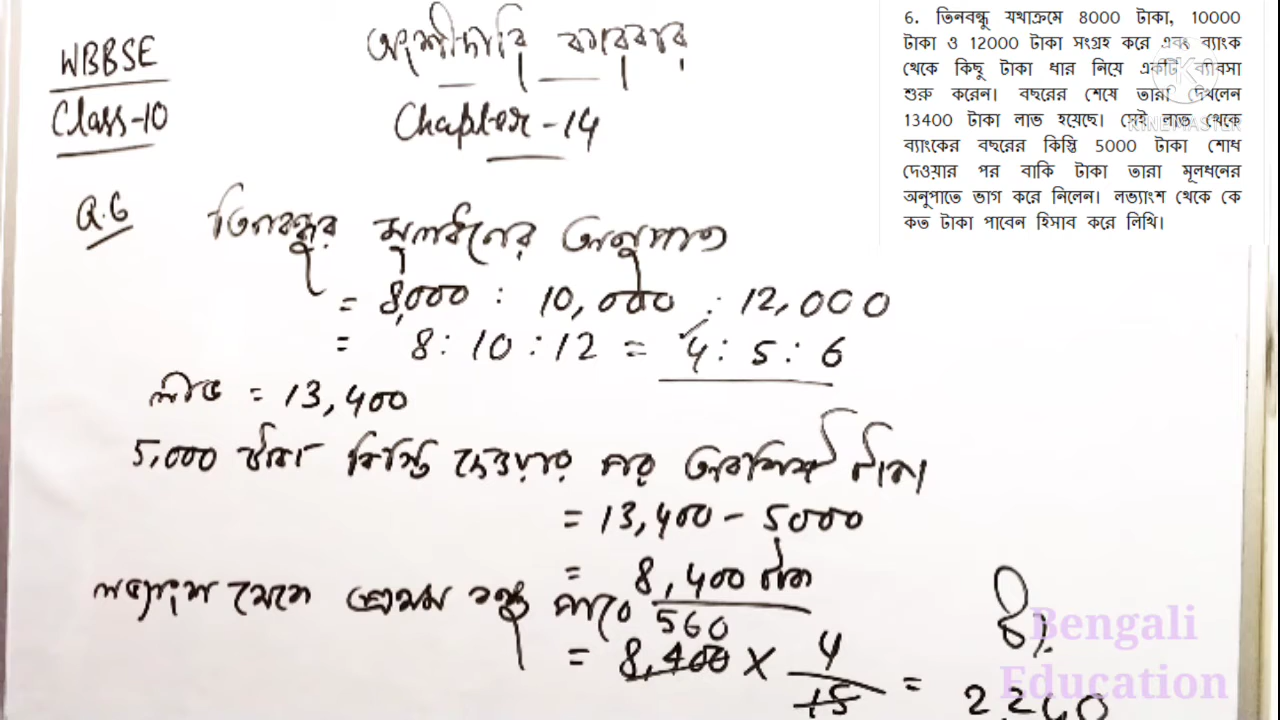 WBBSE
Class-10
অংশীদারি কারবার
Chapter-14
6. তিনবন্ধু যথাক্রমে 8000 টাকা, 10000
টাকা ও 12000 টাকা সংগ্রহ করে এবং ব্যাংক
থেকে কিছু টাকা ধার নিয়ে একটি ব্যাবসা
শুরু করেন। বছরের শেষে তারা দেখলেন
13400 টাকা লাভ হয়েছে। সেই লাভ থেকে
ব্যাংকের বছরের কিস্তি 5000 টাকা শোধ
দেওয়ার পর বাকি টাকা তারা মূলধনের
অনুপাতে ভাগ করে নিলেন। লভ্যাংশ থেকে কে
কত টাকা পাবেন হিসাব করে লিখি।
KINEMASTER
Q.6 তিনবন্ধুর মূলধনের অনুপাত
= 8,000 : 10,000 : 12,000
= 8 : 10 : 12 = 4 : 5 : 6
লাভ = 13,400
5,000 টাকা কিস্তি দেওয়ার পর অবশিষ্ট টাকা
= 13,400 - 5000
= 8,400 টাকা
লভ্যাংশ থেকে প্রথম বন্ধু পাবে
560
= 8,400 × 4/15 = 2,240
Bengali
Education